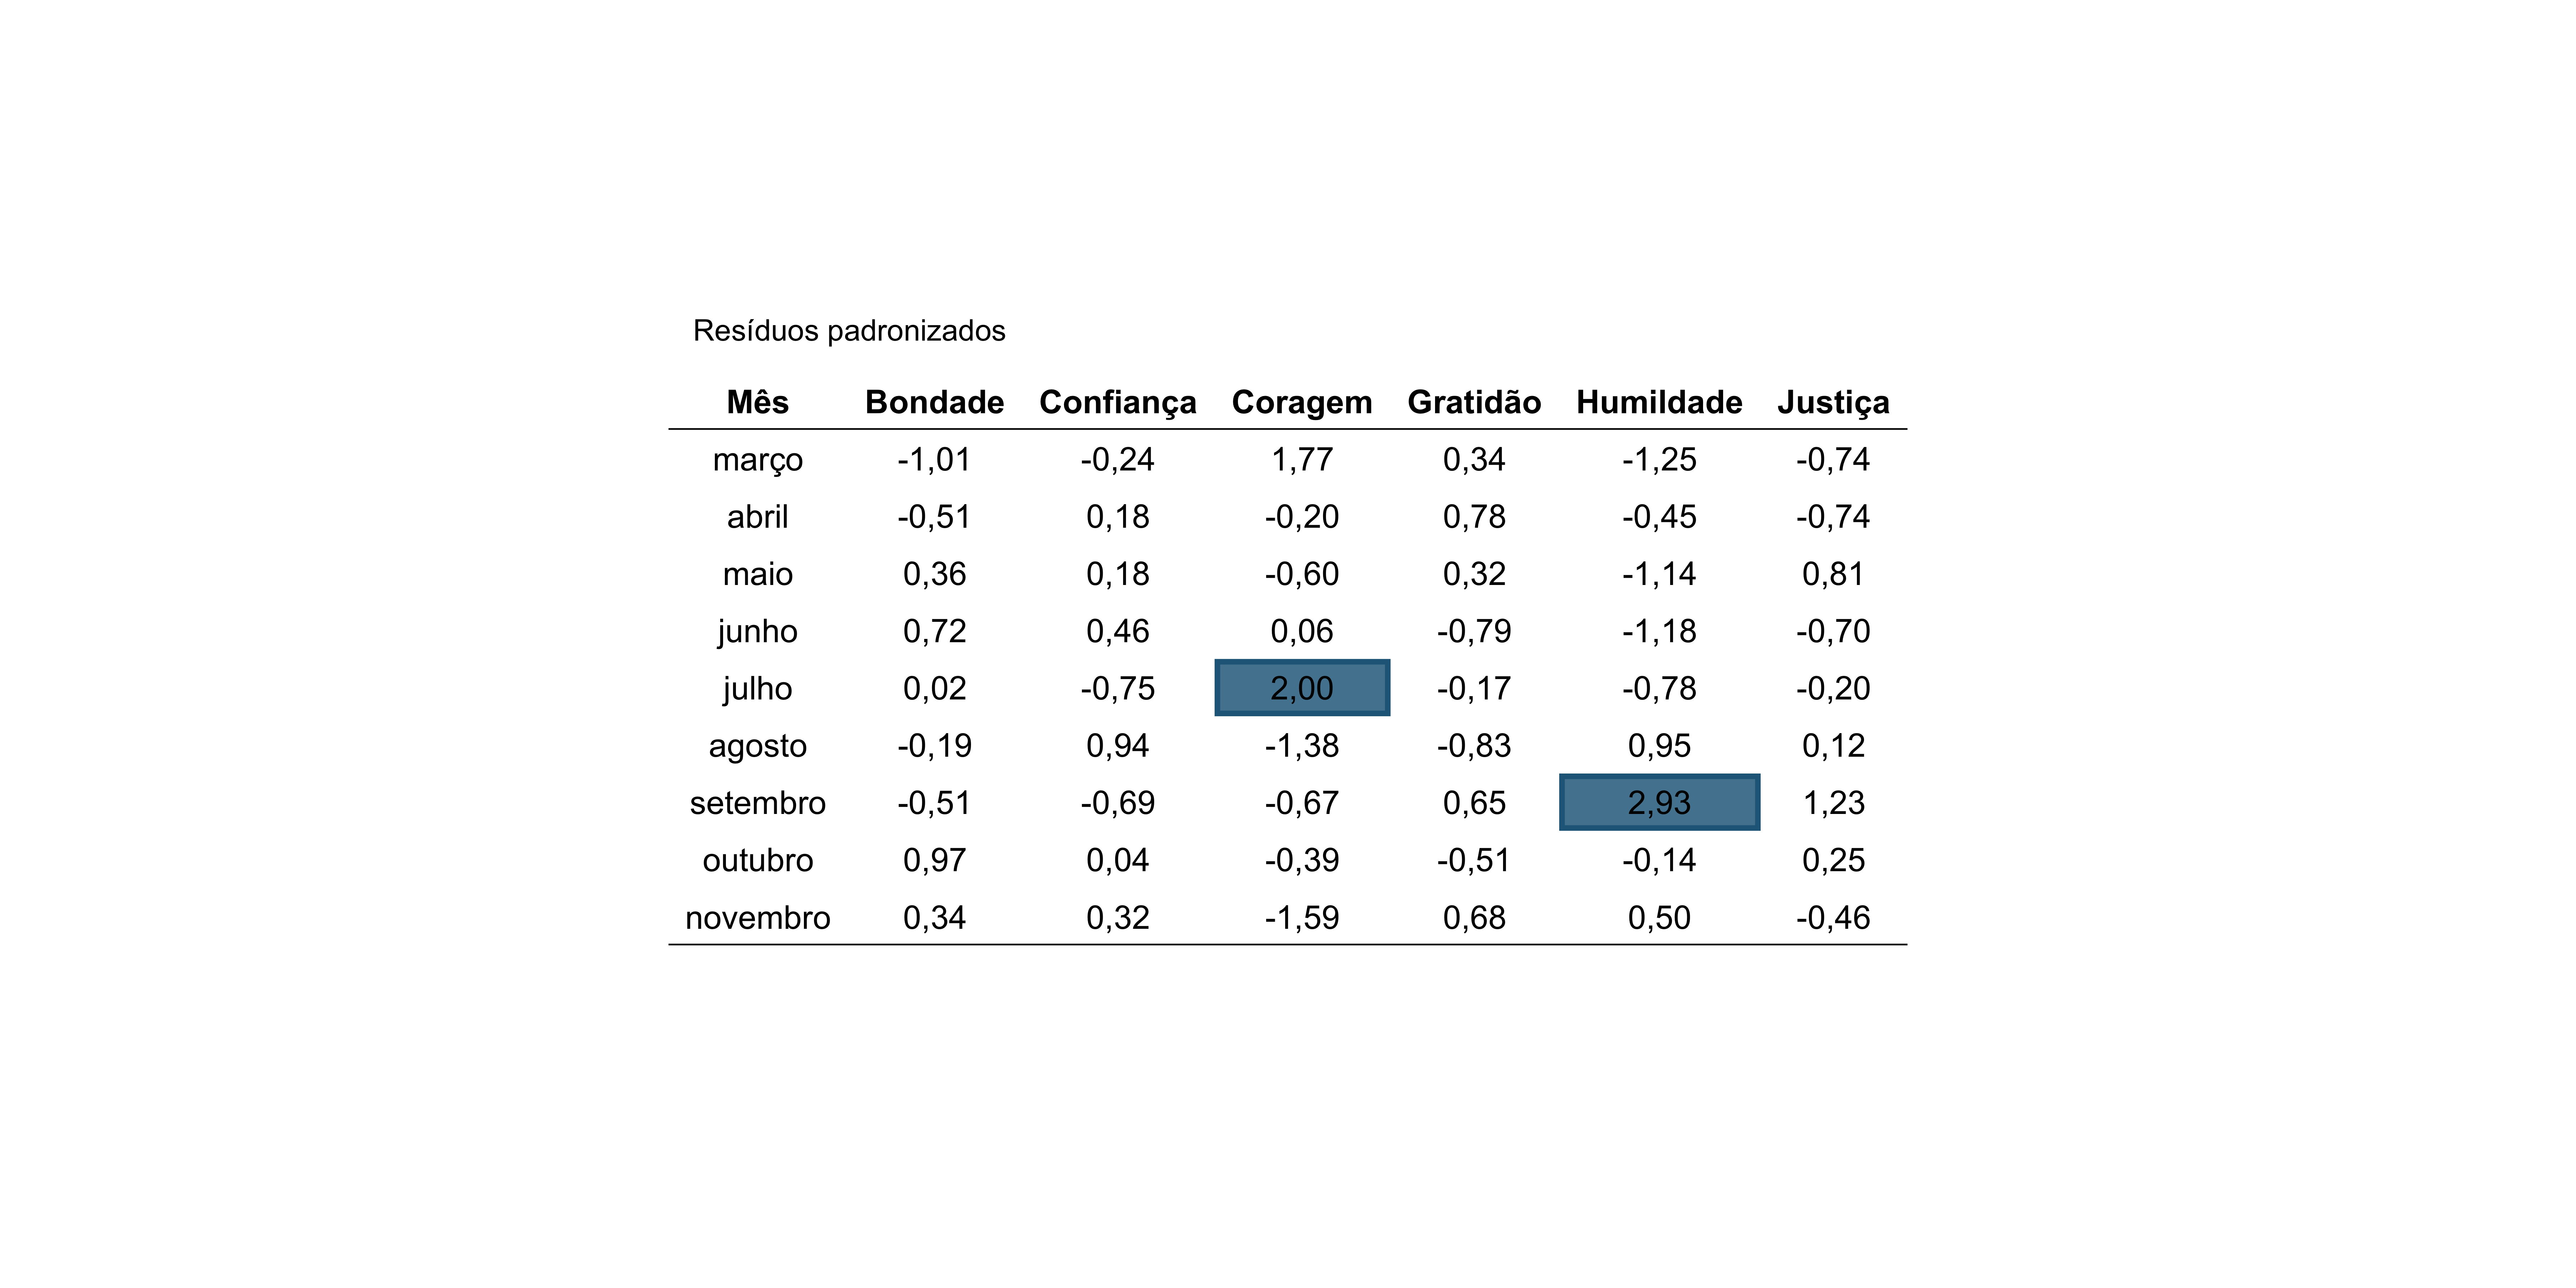 Resíduos padronizados
Mês Bondade Confiança Coragem Gratidão Humildade Justiça
março -1,01 -0,24 1,77 0,34 -1,25 -0,74
abril -0,51 0,18 -0,20 0,78 -0,45 -0,74
maio 0,36 0,18 -0,60 0,32 -1,14 0,81
junho 0,72 0,46 0,06 -0,79 -1,18 -0,70
julho 0,02 -0,75 2,00 -0,17 -0,78 -0,20
agosto -0,19 0,94 -1,38 -0,83 0,95 0,12
setembro -0,51 -0,69 -0,67 0,65 2,93 1,23
outubro 0,97 0,04 -0,39 -0,51 -0,14 0,25
novembro 0,34 0,32 -1,59 0,68 0,50 -0,46